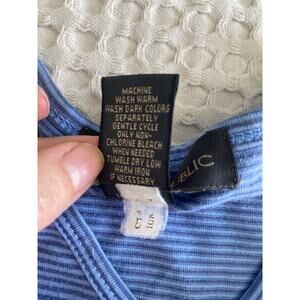 MACHINE
WASH WARM
WASH DARK COLORS
SEPARATELY
GENTLE CYCLE
ONLY NON-
CHLORINE BLEACH
WHEN NEEDED
TUMBLE DRY LOW
WARM IRON
IF NECESSARY